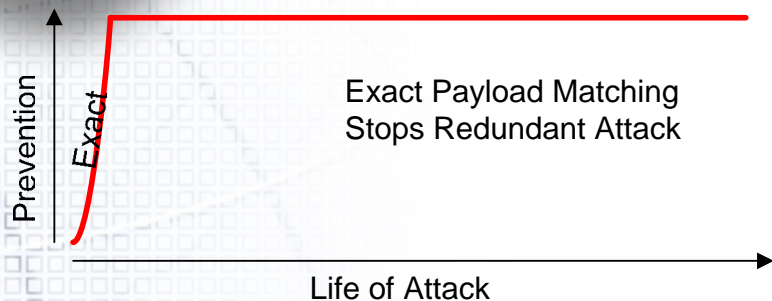 Prevention
Exact
Exact Payload Matching
Stops Redundant Attack
Life of Attack